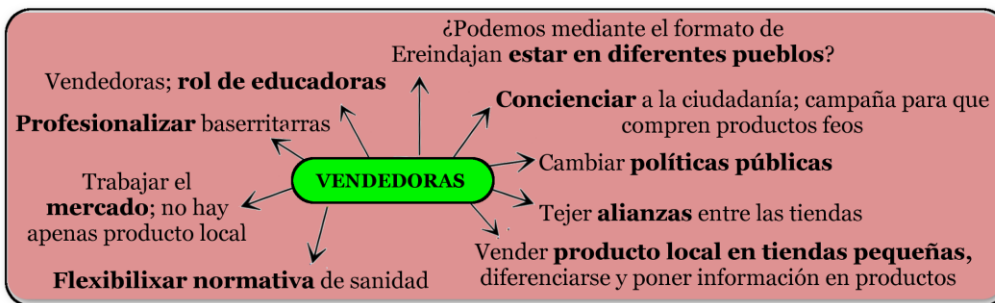 ¿Podemos mediante el formato de
Ereindajan estar en diferentes pueblos?
Vendedoras; rol de educadoras
Concienciar a la ciudadanía; campaña para que
compren productos feos
Profesionalizar baserritarras
Cambiar políticas públicas
VENDEDORAS
Trabajar el
mercado; no hay
apenas producto local
Tejer alianzas entre las tiendas
Vender producto local en tiendas pequeñas,
diferenciarse y poner información en productos
Flexibilixar normativa de sanidad